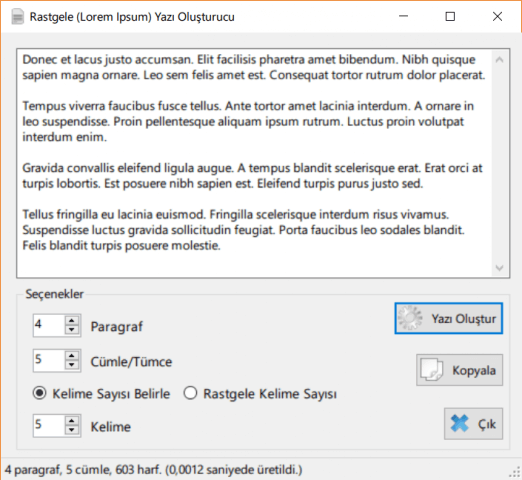 Rastgele (Lorem Ipsum) Yazı Oluşturucu
Donec et lacus justo accumsan. Elit facilisis pharetra amet bibendum. Nibh quisque
sapien magna ornare. Leo sem felis amet est. Consequat tortor rutrum dolor placerat.
Tempus viverra faucibus fusce tellus. Ante tortor amet lacinia interdum. A ornare in
leo suspendisse. Proin pellentesque aliquam ipsum rutrum. Luctus proin volutpat
interdum enim.
Gravida convallis eleifend ligula augue. A tempus blandit scelerisque erat. Erat orci at
turpis lobortis. Est posuere nibh sapien est. Eleifend turpis purus justo sed.
Tellus fringilla eu lacinia euismod. Fringilla scelerisque interdum risus vivamus.
Suspendisse luctus gravida sollicitudin feugiat. Porta faucibus leo sodales blandit.
Felis blandit turpis posuere molestie.
Seçenekler
4 Paragraf
Yazı Oluştur
5 Cümle/Tümce
Kopyala
Kelime Sayısı Belirle Rastgele Kelime Sayısı
5 Kelime
Çık
4 paragraf, 5 cümle, 603 harf. (0,0012 saniyede üretildi.)